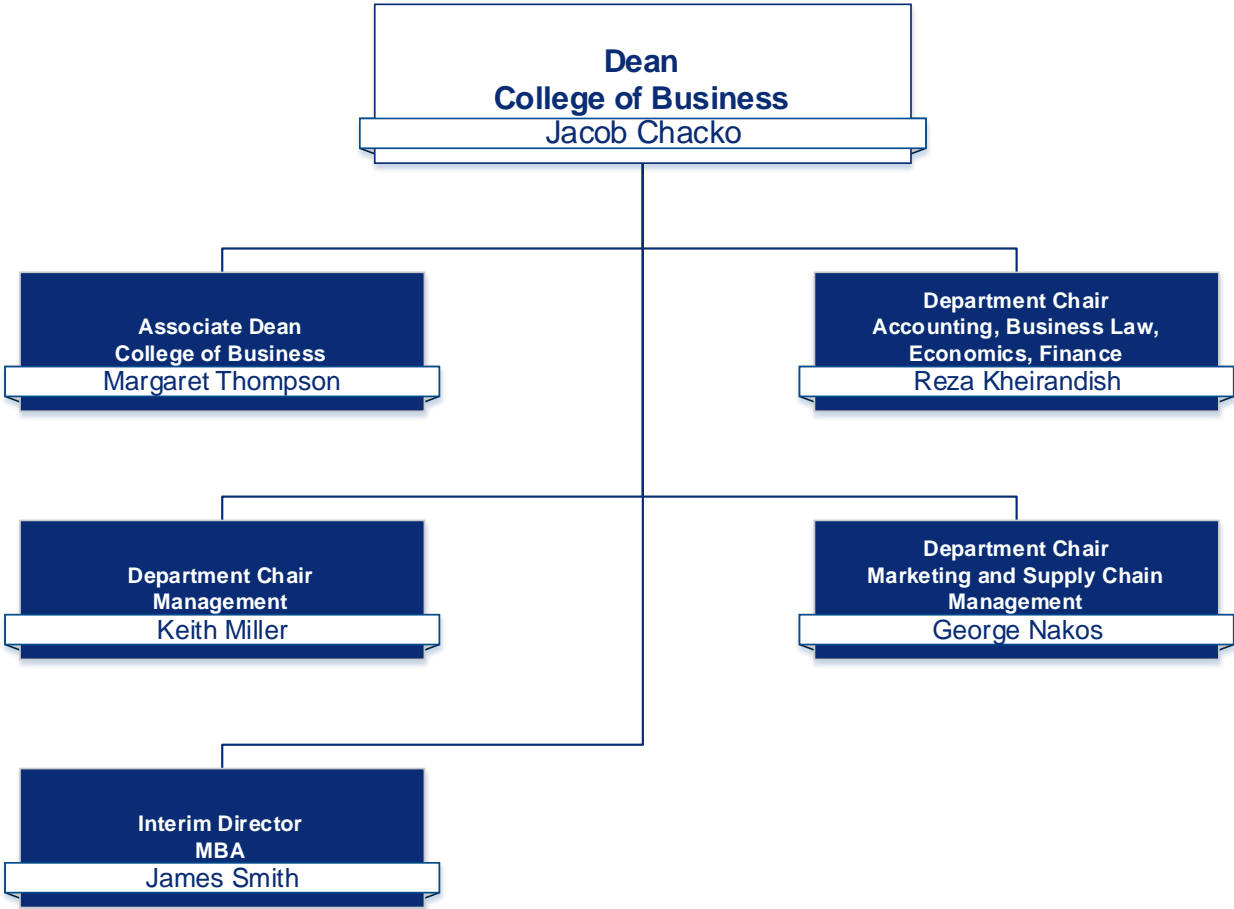 Dean
College of Business
Jacob Chacko
Associate Dean
College of Business
Margaret Thompson
Department Chair
Accounting, Business Law,
Economics, Finance
Reza Kheirandish
Department Chair
Management
Keith Miller
Department Chair
Marketing and Supply Chain
Management
George Nakos
Interim Director
MBA
James Smith